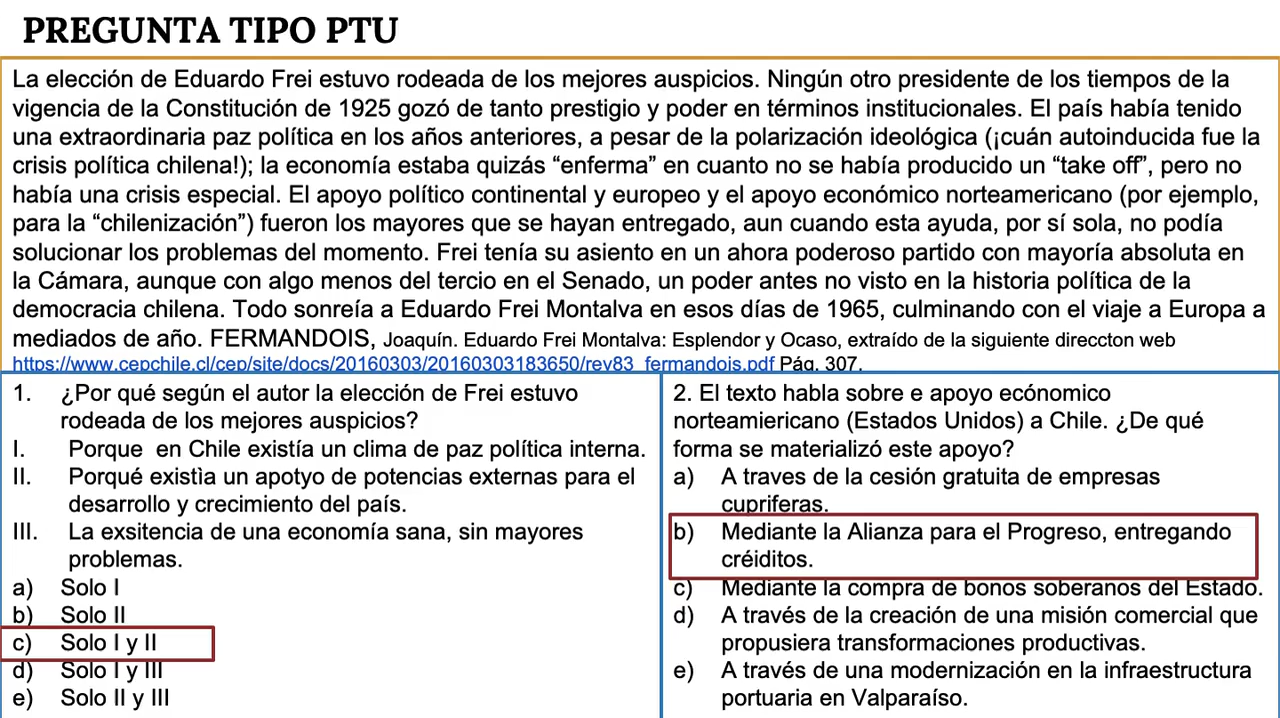 PREGUNTA TIPO PTU
La elección de Eduardo Frei estuvo rodeada de los mejores auspicios. Ningún otro presidente de los tiempos de la
vigencia de la Constitución de 1925 gozó de tanto prestigio y poder en términos institucionales. El país había tenido
una extraordinaria paz política en los años anteriores, a pesar de la polarización ideológica (¡cuán autoinducida fue la
crisis política chilena!); la economía estaba quizás “enferma” en cuanto no se había producido un “take off”, pero no
había una crisis especial. El apoyo político continental y europeo y el apoyo económico norteamericano (por ejemplo,
para la “chilenización”) fueron los mayores que se hayan entregado, aun cuando esta ayuda, por sí sola, no podía
solucionar los problemas del momento. Frei tenía su asiento en un ahora poderoso partido con mayoría absoluta en
la Cámara, aunque con algo menos del tercio en el Senado, un poder antes no visto en la historia política de la
democracia chilena. Todo sonreía a Eduardo Frei Montalva en esos días de 1965, culminando con el viaje a Europa a
mediados de año. FERMANDOIS, Joaquín. Eduardo Frei Montalva: Esplendor y Ocaso, extraído de la siguiente direccton web
https://www.cepchile.cl/cep/site/docs/20160303/20160303183650/rev83_fermandois.pdf Pág. 307.
1. ¿Por qué según el autor la elección de Frei estuvo
rodeada de los mejores auspicios?
I. Porque en Chile existía un clima de paz política interna.
II. Porqué existìa un apotyo de potencias externas para el
desarrollo y crecimiento del país.
III. La exsitencia de una economía sana, sin mayores
problemas.
a) Solo I
b) Solo II
c) Solo I y II
d) Solo I y III
e) Solo II y III
2. El texto habla sobre e apoyo ecónomico
norteamiericano (Estados Unidos) a Chile. ¿De qué
forma se materializó este apoyo?
a) A traves de la cesión gratuita de empresas
cupriferas.
b) Mediante la Alianza para el Progreso, entregando
créiditos.
c) Mediante la compra de bonos soberanos del Estado.
d) A través de la creación de una misión comercial que
propusiera transformaciones productivas.
e) A través de una modernización en la infraestructura
portuaria en Valparaíso.